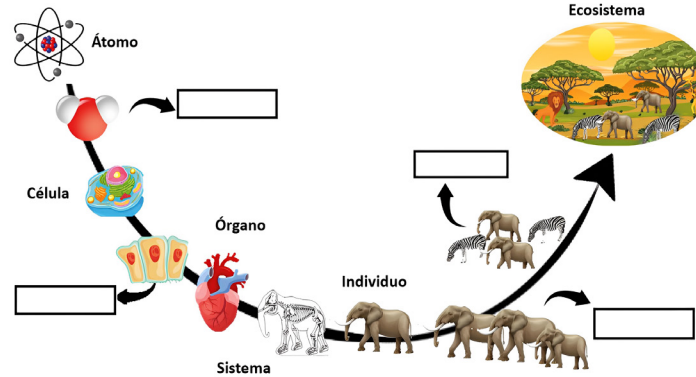 Ecosistema
Átomo
Célula
Órgano
Individuo
Sistema